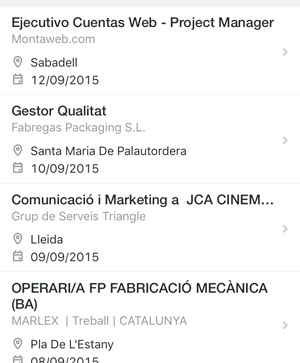 Ejecutivo Cuentas Web - Project Manager
Montaweb.com
Sabadell
12/09/2015
Gestor Qualitat
Fabregas Packaging S.L.
Santa Maria De Palautordera
10/09/2015
Comunicació i Marketing a JCA CINEM...
Grup de Serveis Triangle
Lleida
09/09/2015
OPERARI/A FP FABRICACIÓ MECÀNICA
(BA)
MARLEX | Treball | CATALUNYA
Pla De L'Estany
08/09/2015